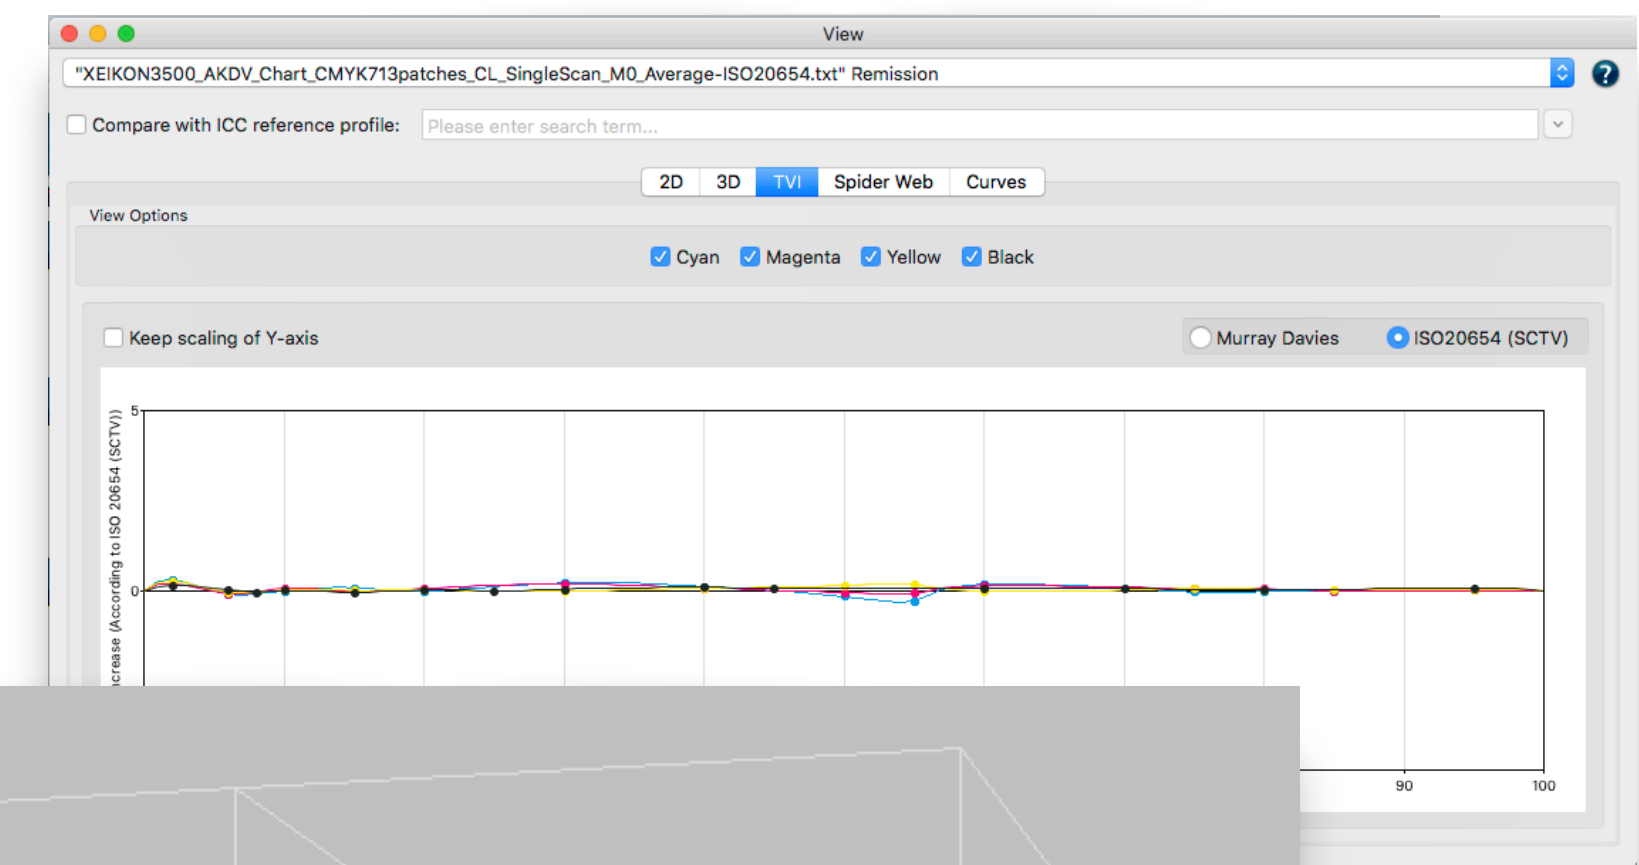 View
"XEIKON3500_AKDV_Chart_CMYK713patches_CL_SingleScan_M0_Average-ISO20654.txt" Remission
?
Compare with ICC reference profile: Please enter search term...
2D 3D TVI Spider Web Curves
View Options
Cyan Magenta Yellow Black
Keep scaling of Y-axis Murray Davies ISO20654 (SCTV)
5
0
(According to ISO 20654 (SCTV))
90 100